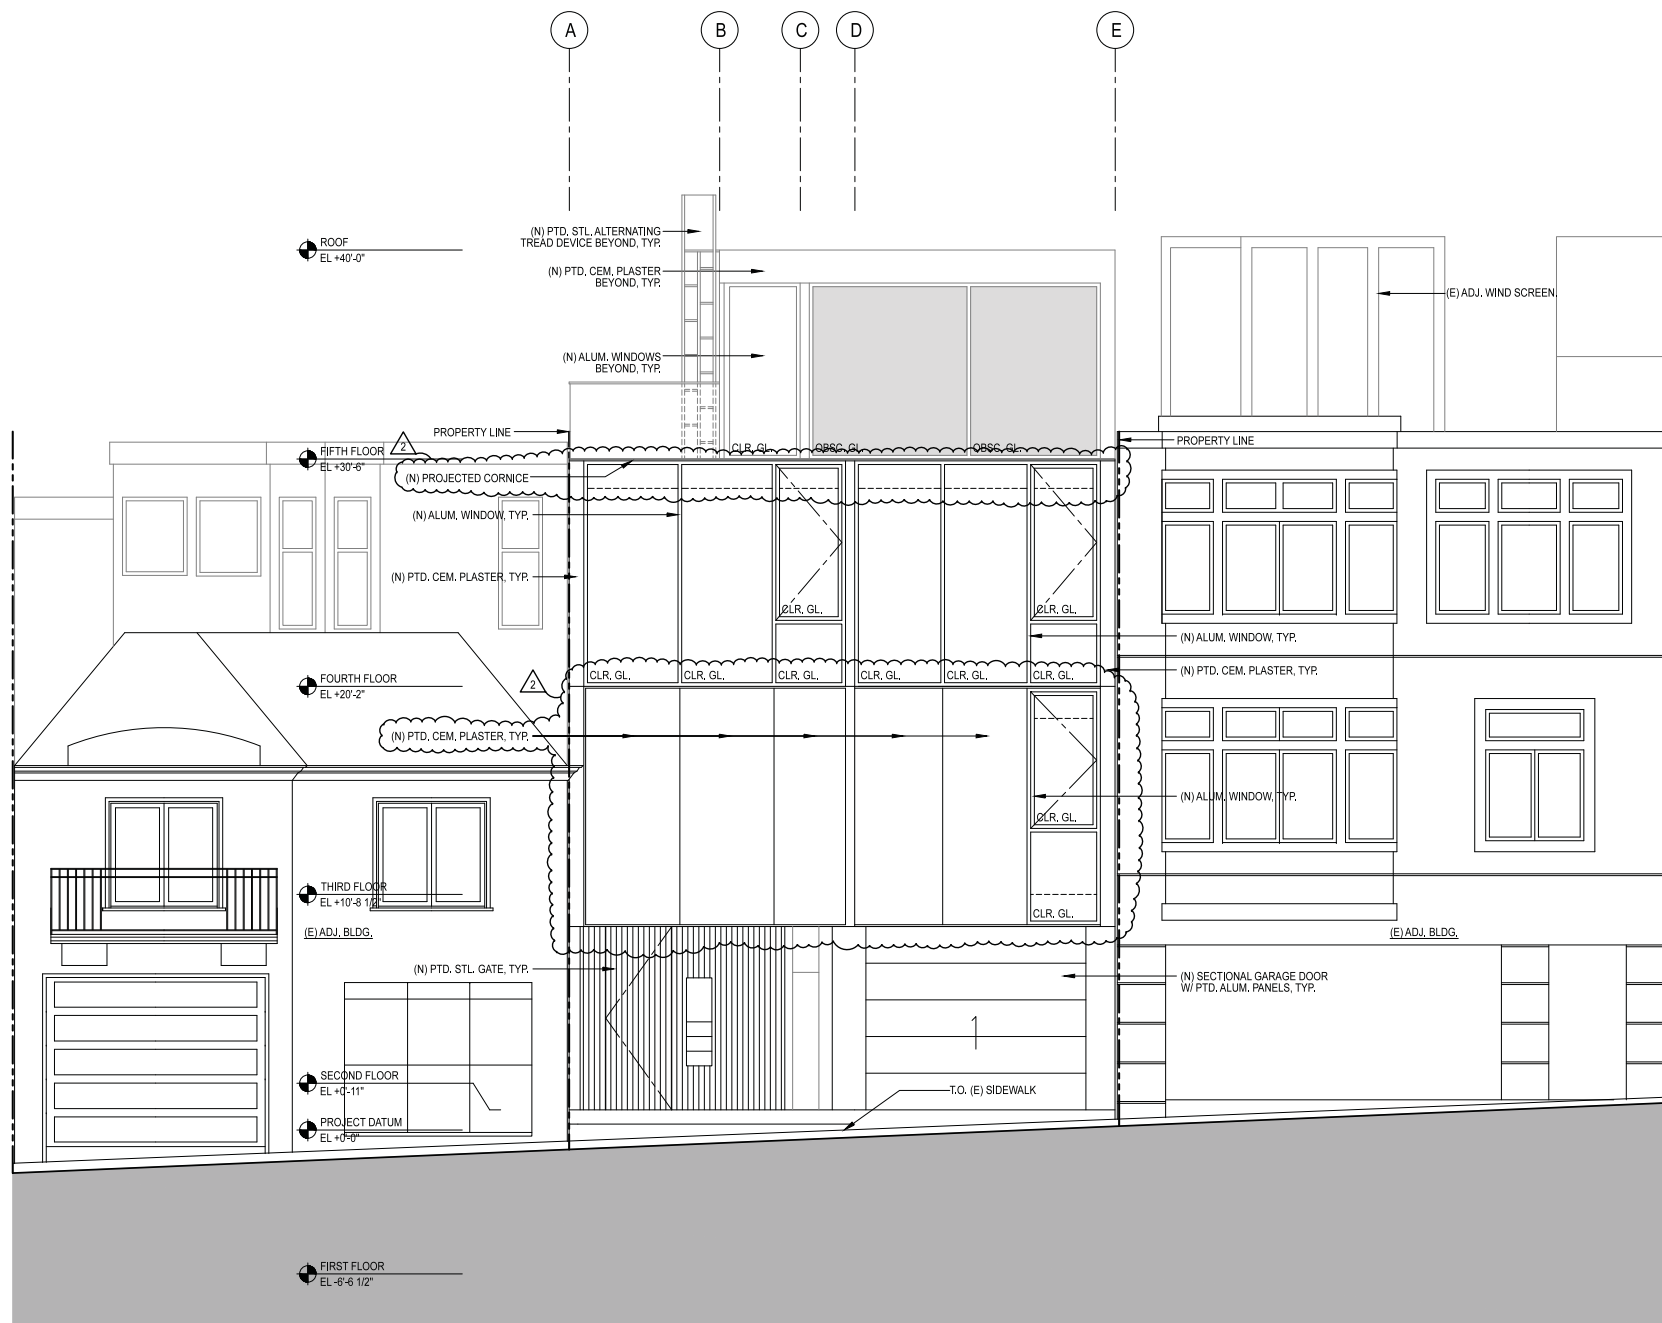 A
B
C
D
E
ROOF
EL +40'-0"
(N) PTD. STL. ALTERNATING
TREAD DEVICE BEYOND, TYP.
(N) PTD. CEM. PLASTER
BEYOND, TYP.
(E) ADJ. WIND SCREEN.
(N) ALUM. WINDOWS
BEYOND, TYP.
PROPERTY LINE
PROPERTY LINE
2
CLR. GL.
OBSC. GL.
OBSC. GL.
FIFTH FLOOR
EL +30'-6"
(N) PROJECTED CORNICE
(N) ALUM. WINDOW, TYP.
(N) PTD. CEM. PLASTER, TYP.
CLR. GL.
CLR. GL.
(N) ALUM. WINDOW, TYP.
(N) PTD. CEM. PLASTER, TYP.
CLR. GL.
CLR. GL.
CLR. GL.
CLR. GL.
CLR. GL.
CLR. GL.
FOURTH FLOOR
EL +20'-2"
2
(N) PTD. CEM. PLASTER, TYP.
(N) ALUM. WINDOW, TYP.
CLR. GL.
THIRD FLOOR
EL +10'-8 1/2"
CLR. GL.
(E) ADJ. BLDG.
(E) ADJ. BLDG.
(N) PTD. STL. GATE, TYP.
(N) SECTIONAL GARAGE DOOR
W/ PTD. ALUM. PANELS, TYP.
SECOND FLOOR
EL +0'-11"
T.O. (E) SIDEWALK
PROJECT DATUM
EL +0'-0"
FIRST FLOOR
EL -6'-6 1/2"